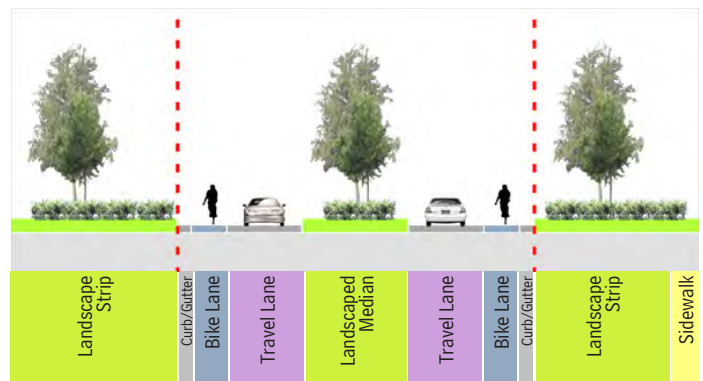 Landscape
Strip
Curb/Gutter
Bike Lane
Travel Lane
Landscaped
Median
Travel Lane
Bike Lane
Curb/Gutter
Landscape
Strip
Sidewalk